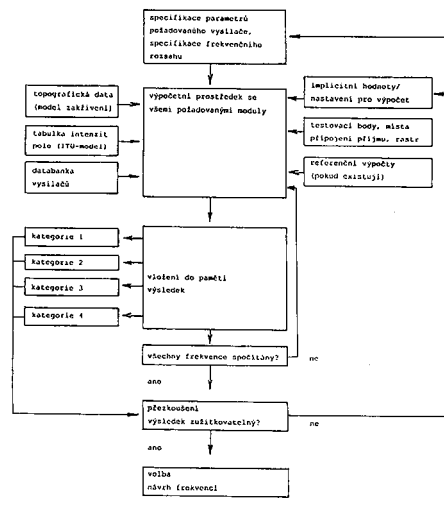 specifikace parametrů
požadovaného vysílače,
specifikace frekvenčního
rozsahu
topografická data
(model zakřivení)
tabulka intenzit
pole (ITU-model)
databanka
vysílačů
výpočetní prostředek se
všemi požadovanými moduly
implicitní hodnoty/
nastavení pro výpočet
testovací body, místa
připojení příjmu, rastr
referenční výpočty
(pokud existují)
kategorie 1
kategorie 2
kategorie 3
kategorie 4
vložení do paměti
výsledek
všechny frekvence spočítány?
ne
ano
přezkoušení
výsledek zužitkovatelný?
ne
ano
volba
návrh frekvencí